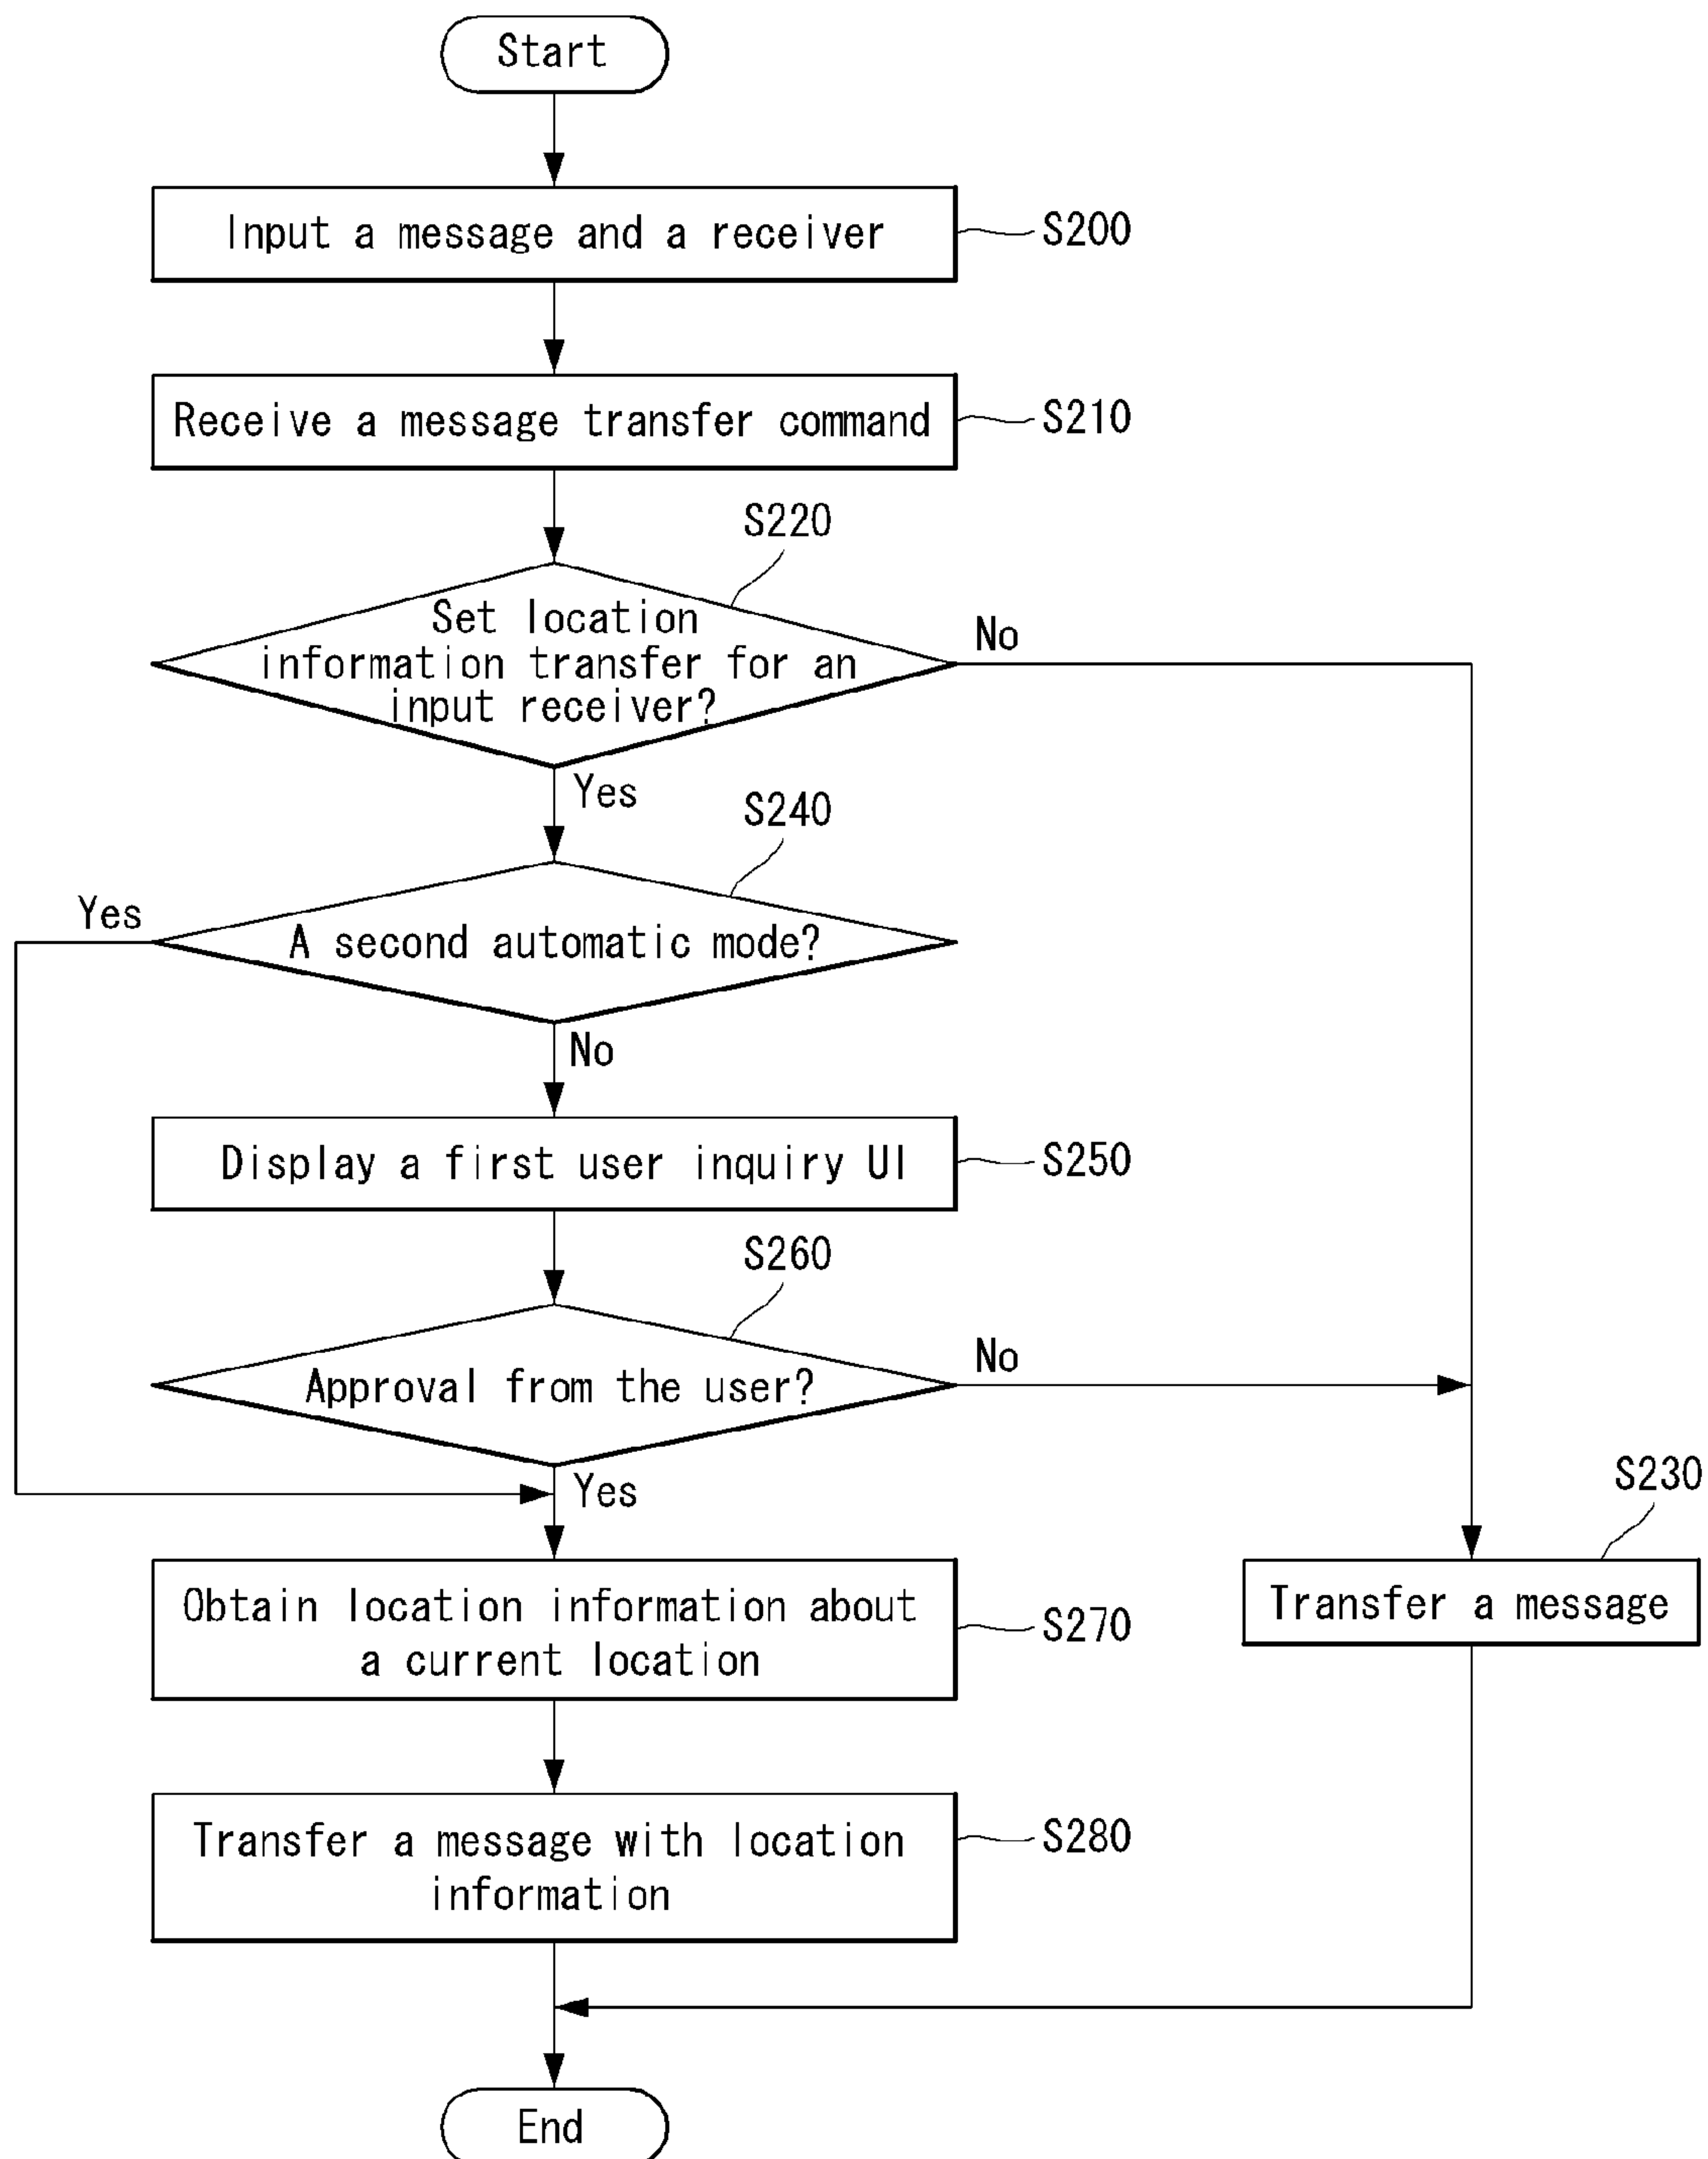 Start
Input a message and a receiver
S200
Receive a message transfer command
S210
S220
Set location
information transfer for an
input receiver?
No
Yes
S240
Yes
A second automatic mode?
No
Display a first user inquiry UI
S250
S260
Approval from the user?
No
Yes
S230
Obtain location information about
a current location
S270
Transfer a message
Transfer a message with location
information
S280
End